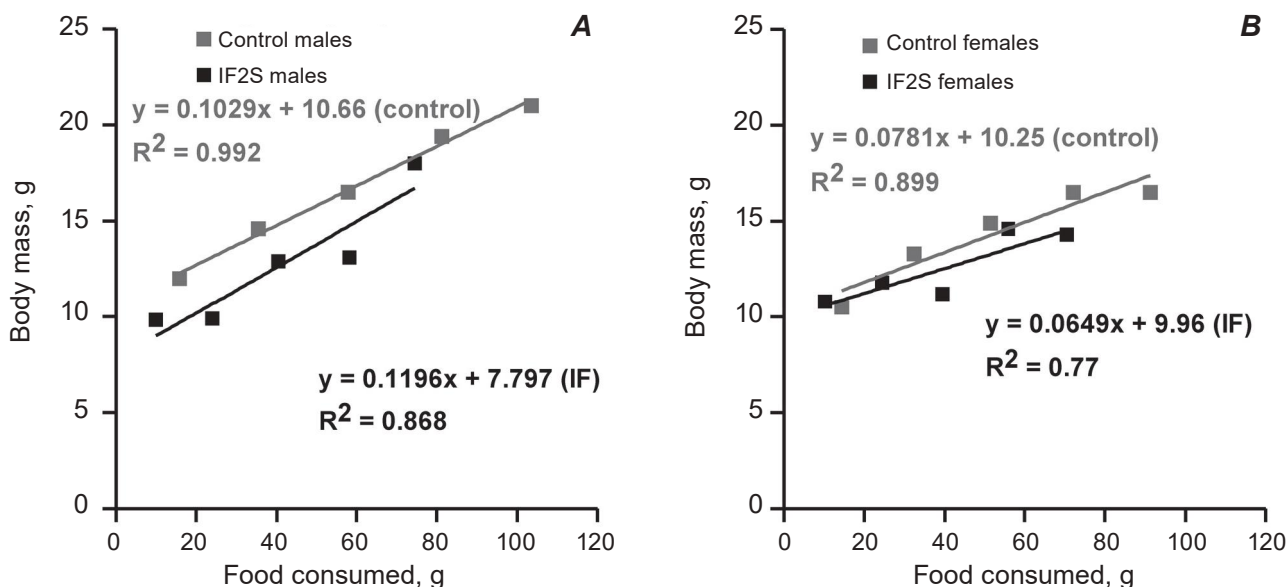 A
25
20
15
10
5
0
Body mass, g
Control males
IF2S males
y = 0.1029x + 10.66 (control)
R² = 0.992
y = 0.1196x + 7.797 (IF)
R² = 0.868
0 20 40 60 80 100 120
Food consumed, g
B
25
20
15
10
5
0
Body mass, g
Control females
IF2S females
y = 0.0781x + 10.25 (control)
R² = 0.899
y = 0.0649x + 9.96 (IF)
R² = 0.77
0 20 40 60 80 100 120
Food consumed, g